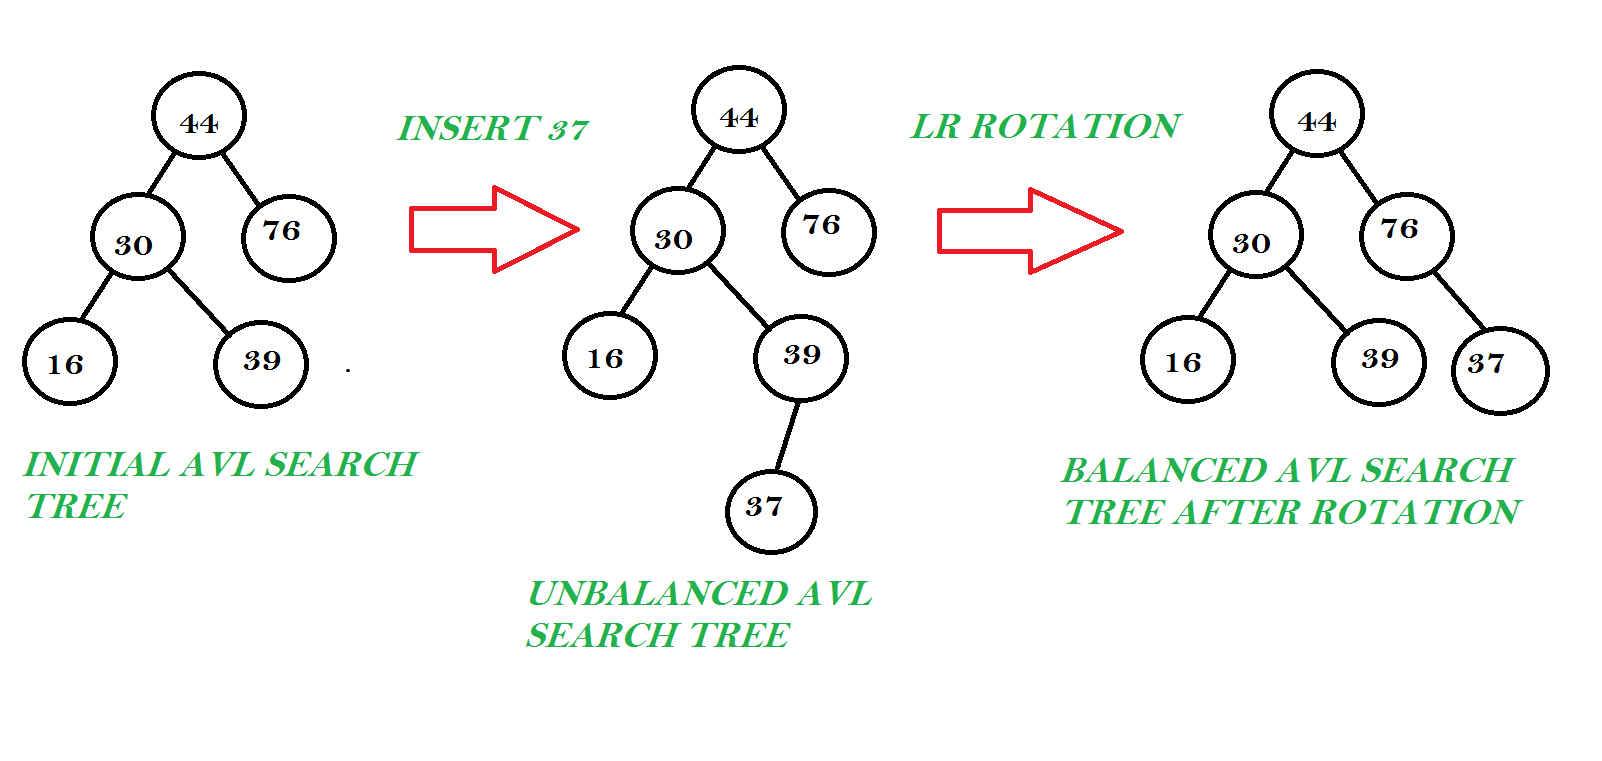 44
30
76
16
39
INITIAL AVL SEARCH
TREE
INSERT 37
44
30
76
16
39
37
UNBALANCED AVL
SEARCH TREE
LR ROTATION
44
30
76
16
39
37
BALANCED AVL SEARCH
TREE AFTER ROTATION